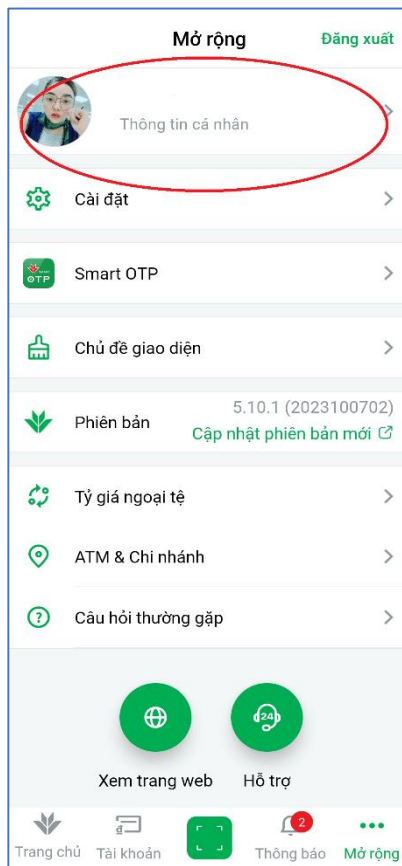 Mở rộng Đăng xuất
Thông tin cá nhân
Cài đặt
OTP
Smart OTP
Chủ đề giao diện
5.10.1 (2023100702)
Phiên bản
Cập nhật phiên bản mới
Tỷ giá ngoại tệ
ATM & Chi nhánh
?
Câu hỏi thường gặp
24
Xem trang web Hỗ trợ
đ
2
Trang chủ Tài khoản Thông báo Mở rộng